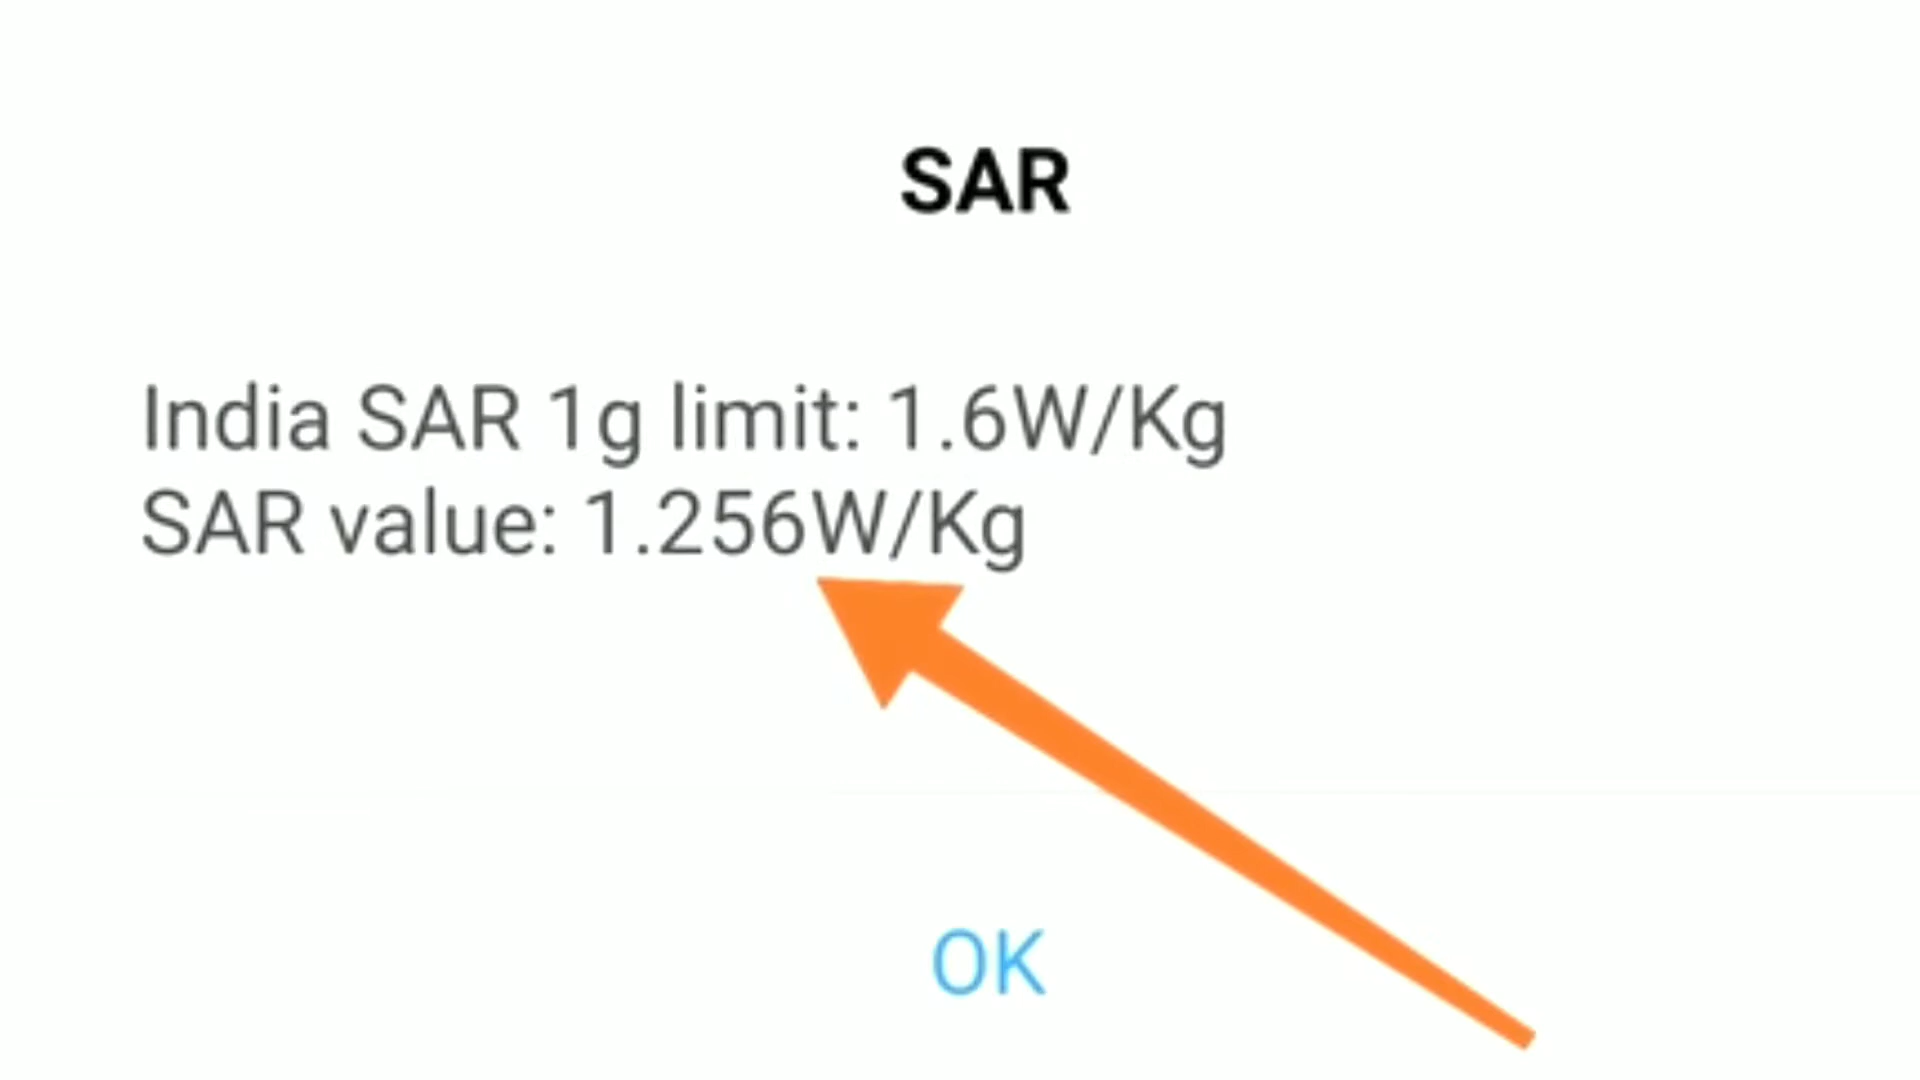 SAR
India SAR 1g limit: 1.6W/Kg
SAR value: 1.256W/Kg
OK